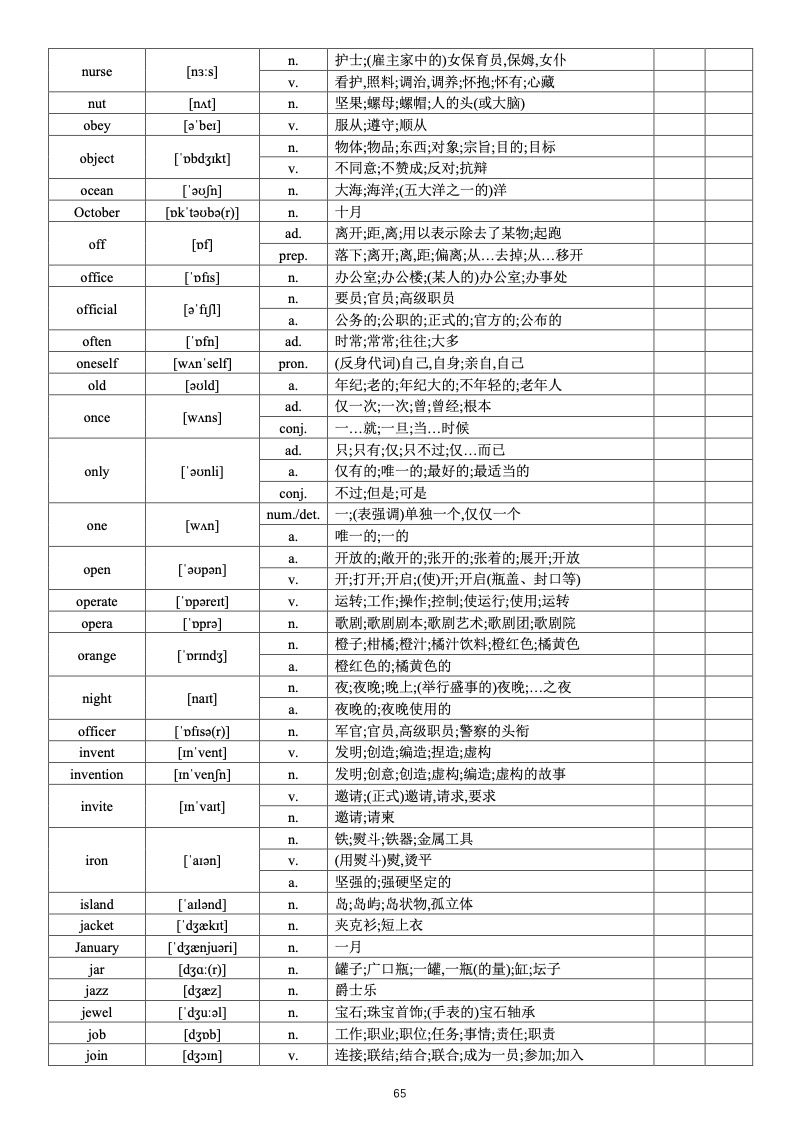 nurse [nɜːs] n. 护士;(雇主家中的)女保育员,保姆,女仆
v. 看护,照料;调治,调养;怀抱;怀有;心藏
nut [nʌt] n. 坚果;螺母;螺帽;人的头(或大脑)
obey [əˈbeɪ] v. 服从;遵守;顺从
object [ˈɒbdʒɪkt] n. 物体;物品;东西;对象;宗旨;目的;目标
v. 不同意;不赞成;反对;抗辩
ocean [ˈəʊʃn] n. 大海;海洋;(五大洋之一的)洋
October [ɒkˈtəʊbə(r)] n. 十月
off [ɒf] ad. 离开;距,离;用以表示除去了某物;起跑
prep. 落下;离开;离,距;偏离;从…去掉;从…移开
office [ˈɒfɪs] n. 办公室;办公楼;(某人的)办公室;办事处
official [əˈfɪʃl] n. 要员;官员;高级职员
a. 公务的;公职的;正式的;官方的;公布的
often [ˈɒfn] ad. 时常;常常;往往;大多
oneself [wʌnˈself] pron. (反身代词)自己,自身;亲自,自己
old [əʊld] a. 年纪;老的;年纪大的;不年轻的;老年人
once [wʌns] ad. 仅一次;一次;曾;曾经;根本
conj. 一…就;一旦;当…时候
only [ˈəʊnli] ad. 只;只有;仅;只不过;仅…而已
a. 仅有的;唯一的;最好的;最适当的
conj. 不过;但是;可是
one [wʌn] num./det. 一;(表强调)单独一个,仅仅一个
a. 唯一的;一的
open [ˈəʊpən] a. 开放的;敞开的;张开的;张着的;展开;开放
v. 开;打开;开启;(使)开;开启(瓶盖、封口等)
operate [ˈɒpəreɪt] v. 运转;工作;操作;控制;使运行;使用;运转
opera [ˈɒprə] n. 歌剧;歌剧剧本;歌剧艺术;歌剧团;歌剧院
orange [ˈɒrɪndʒ] n. 橙子;柑橘;橙汁;橘汁饮料;橙红色;橘黄色
a. 橙红色的;橘黄色的
night [naɪt] n. 夜;夜晚;晚上;(举行盛事的)夜晚;…之夜
a. 夜晚的;夜晚使用的
officer [ˈɒfɪsə(r)] n. 军官;官员,高级职员;警察的头衔
invent [ɪnˈvent] v. 发明;创造;编造;捏造;虚构
invention [ɪnˈvenʃn] n. 发明;创意;创造;虚构;编造;虚构的故事
invite [ɪnˈvaɪt] v. 邀请;(正式)邀请,请求,要求
n. 邀请;请柬
iron [ˈaɪən] n. 铁;熨斗;铁器;金属工具
v. (用熨斗)熨,烫平
a. 坚强的;强硬坚定的
island [ˈaɪlənd] n. 岛;岛屿;岛状物,孤立体
jacket [ˈdʒækɪt] n. 夹克衫;短上衣
January [ˈdʒænjuəri] n. 一月
jar [dʒɑː(r)] n. 罐子;广口瓶;一罐,一瓶(的量);缸;坛子
jazz [dʒæz] n. 爵士乐
jewel [ˈdʒuːəl] n. 宝石;珠宝首饰;(手表的)宝石轴承
job [dʒɒb] n. 工作;职业;职位;任务;事情;责任;职责
join [dʒɔɪn] v. 连接;联结;结合;联合;成为一员;参加;加入
65